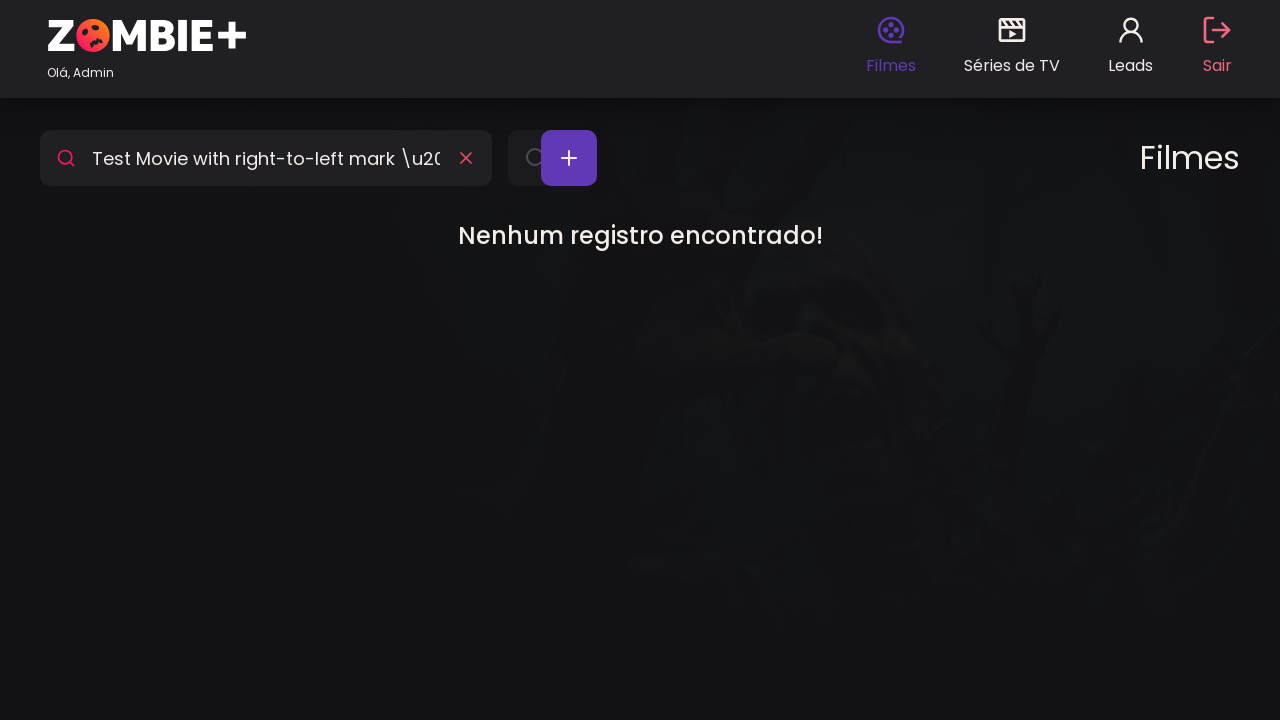 ZOMBIE+
Olá, Admin
Filmes
Séries de TV
Leads
Sair
Test Movie with right-to-left mark \u20
Filmes
Nenhum registro encontrado!